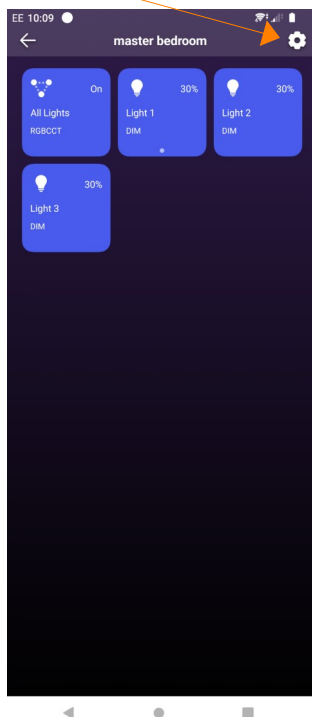 EE 10:09
master bedroom
On
All Lights
RGBCCT
30%
Light 1
DIM
30%
Light 2
DIM
30%
Light 3
DIM